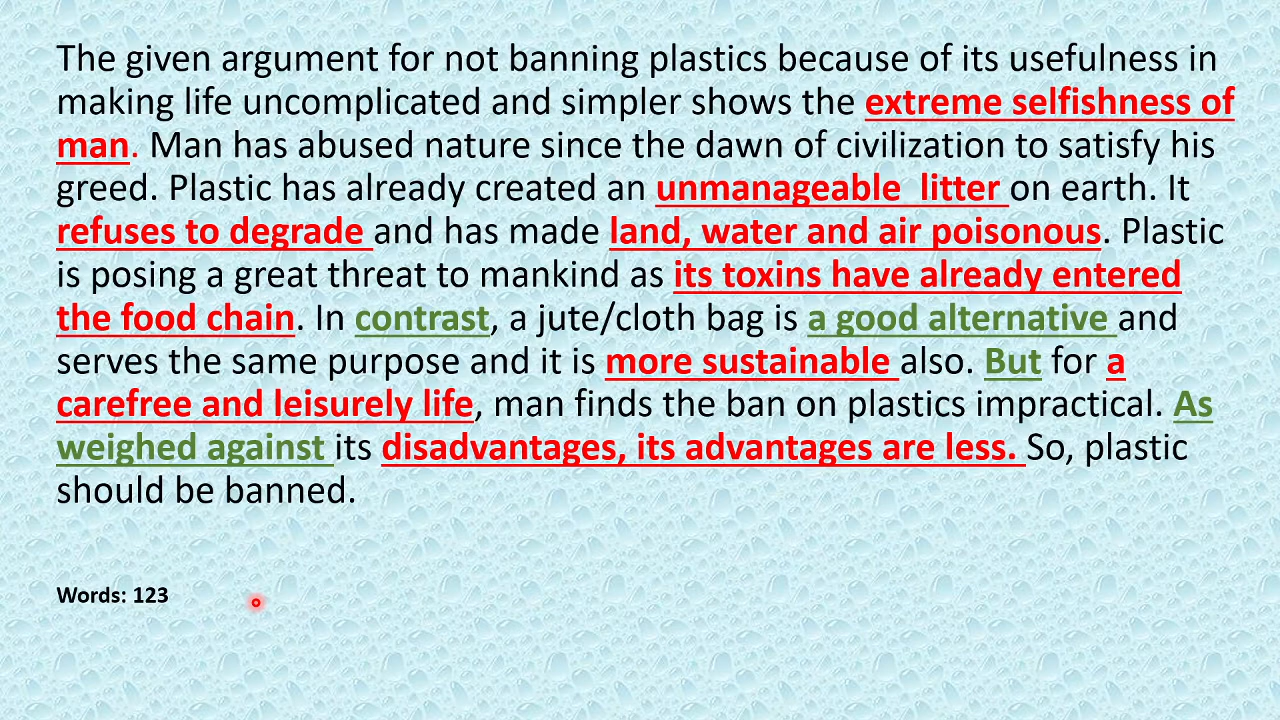 The given argument for not banning plastics because of its usefulness in
making life uncomplicated and simpler shows the extreme selfishness of
man. Man has abused nature since the dawn of civilization to satisfy his
greed. Plastic has already created an unmanageable litter on earth. It
refuses to degrade and has made land, water and air poisonous. Plastic
is posing a great threat to mankind as its toxins have already entered
the food chain. In contrast, a jute/cloth bag is a good alternative and
serves the same purpose and it is more sustainable also. But for a
carefree and leisurely life, man finds the ban on plastics impractical. As
weighed against its disadvantages, its advantages are less. So, plastic
should be banned.
Words: 123